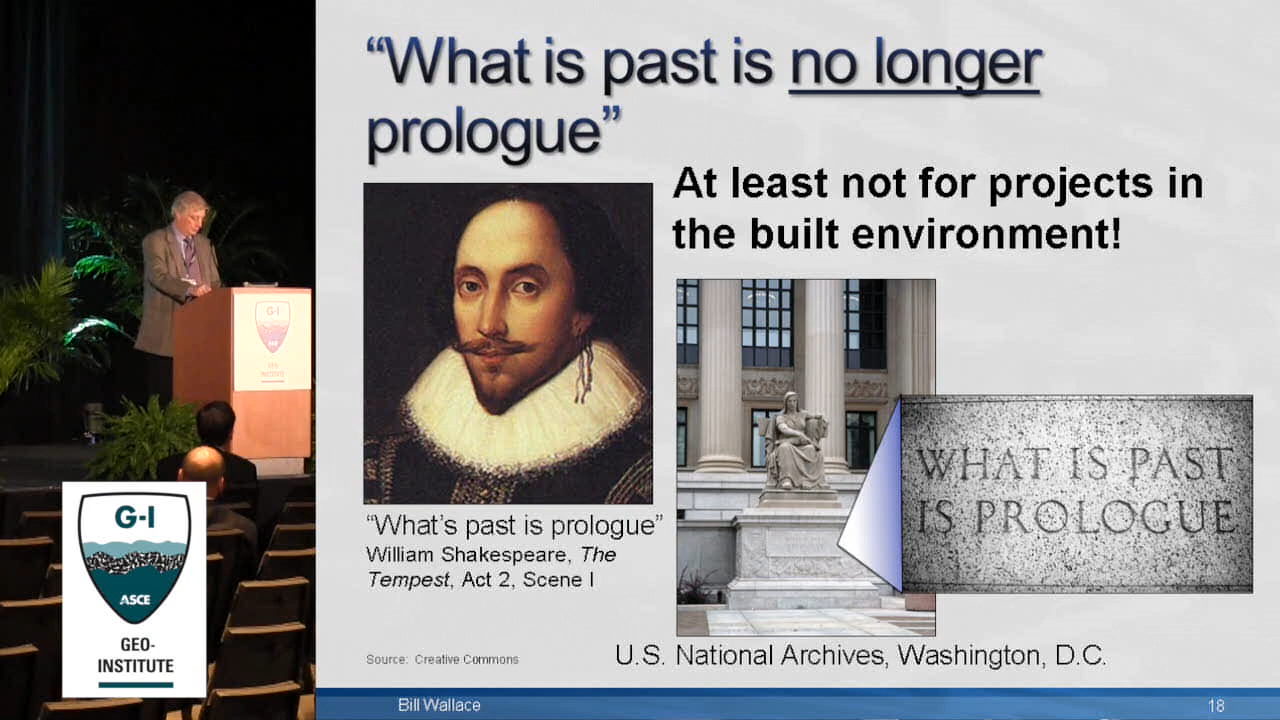 “What is past is no longer
prologue”
At least not for projects in
the built environment!
WHAT IS PAST
IS PROLOGUE
“What’s past is prologue”
William Shakespeare, The
Tempest, Act 2, Scene I
Source: Creative Commons
U.S. National Archives, Washington, D.C.
Bill Wallace
18
G-I
GEO-
INSTITUTE
G-I
ASCE
GEO-
INSTITUTE